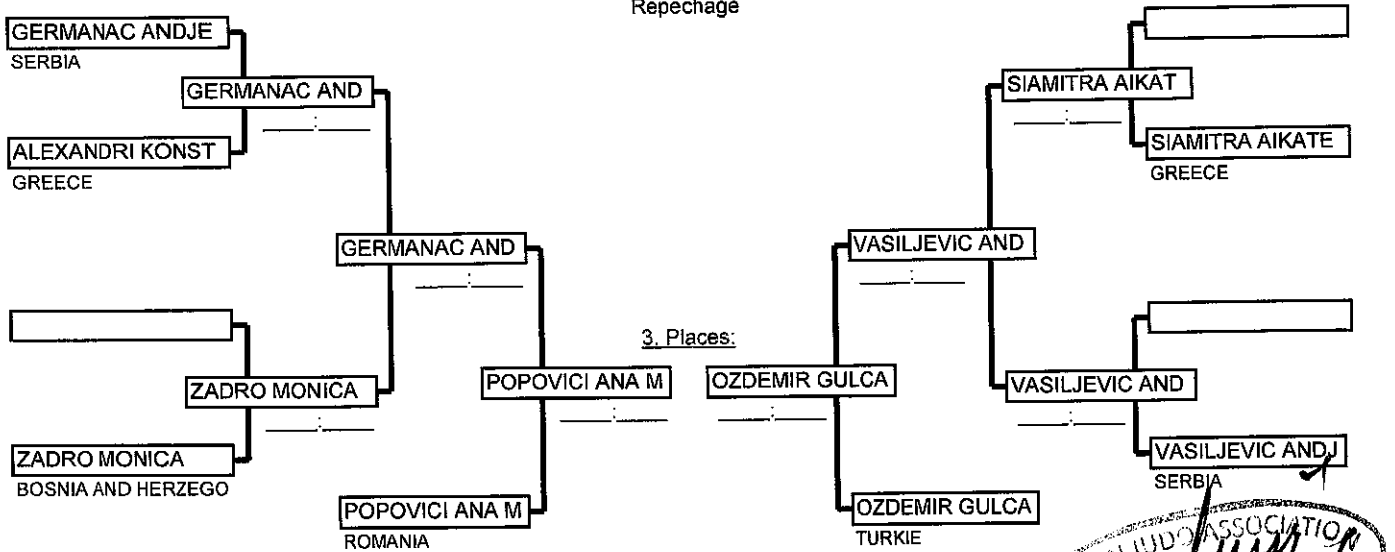 Repechage
GERMANAC ANDJE
SERBIA
GERMANAC AND
ALEXANDRI KONST
GREECE
GERMANAC AND
ZADRO MONICA
ZADRO MONICA
BOSNIA AND HERZEGO
POPOVICI ANA M
POPOVICI ANA M
ROMANIA
3. Places:
SIAMITRA AIKAT
SIAMITRA AIKATE
GREECE
VASILJEVIC AND
VASILJEVIC AND
VASILJEVIC ANDJ
SERBIA
OZDEMIR GULCA
OZDEMIR GULCA
TURKIE
JUDO ASSOCIATION